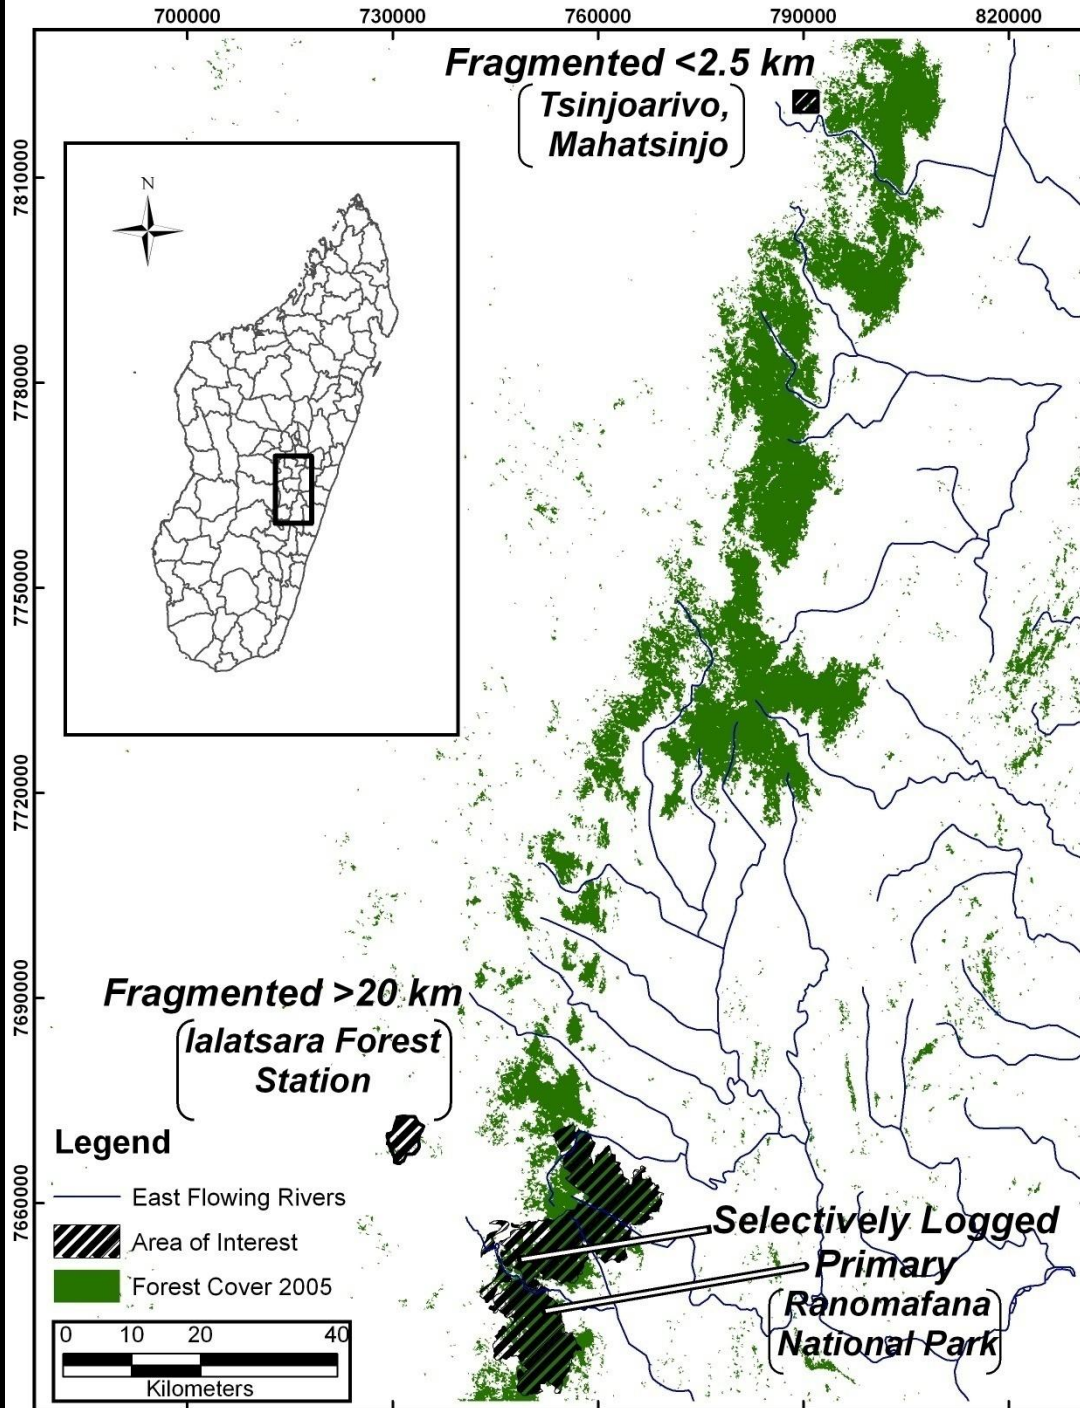 700000 730000 760000 790000 820000
Fragmented <2.5 km
Tsinjoarivo,
Mahatsinjo
N
7810000
7780000
7750000
7720000
7690000
7660000
Fragmented >20 km
Ialatsara Forest
Station
Legend
East Flowing Rivers
Area of Interest
Forest Cover 2005
0 10 20 40
Kilometers
Selectively Logged
Primary
Ranomafana
National Park